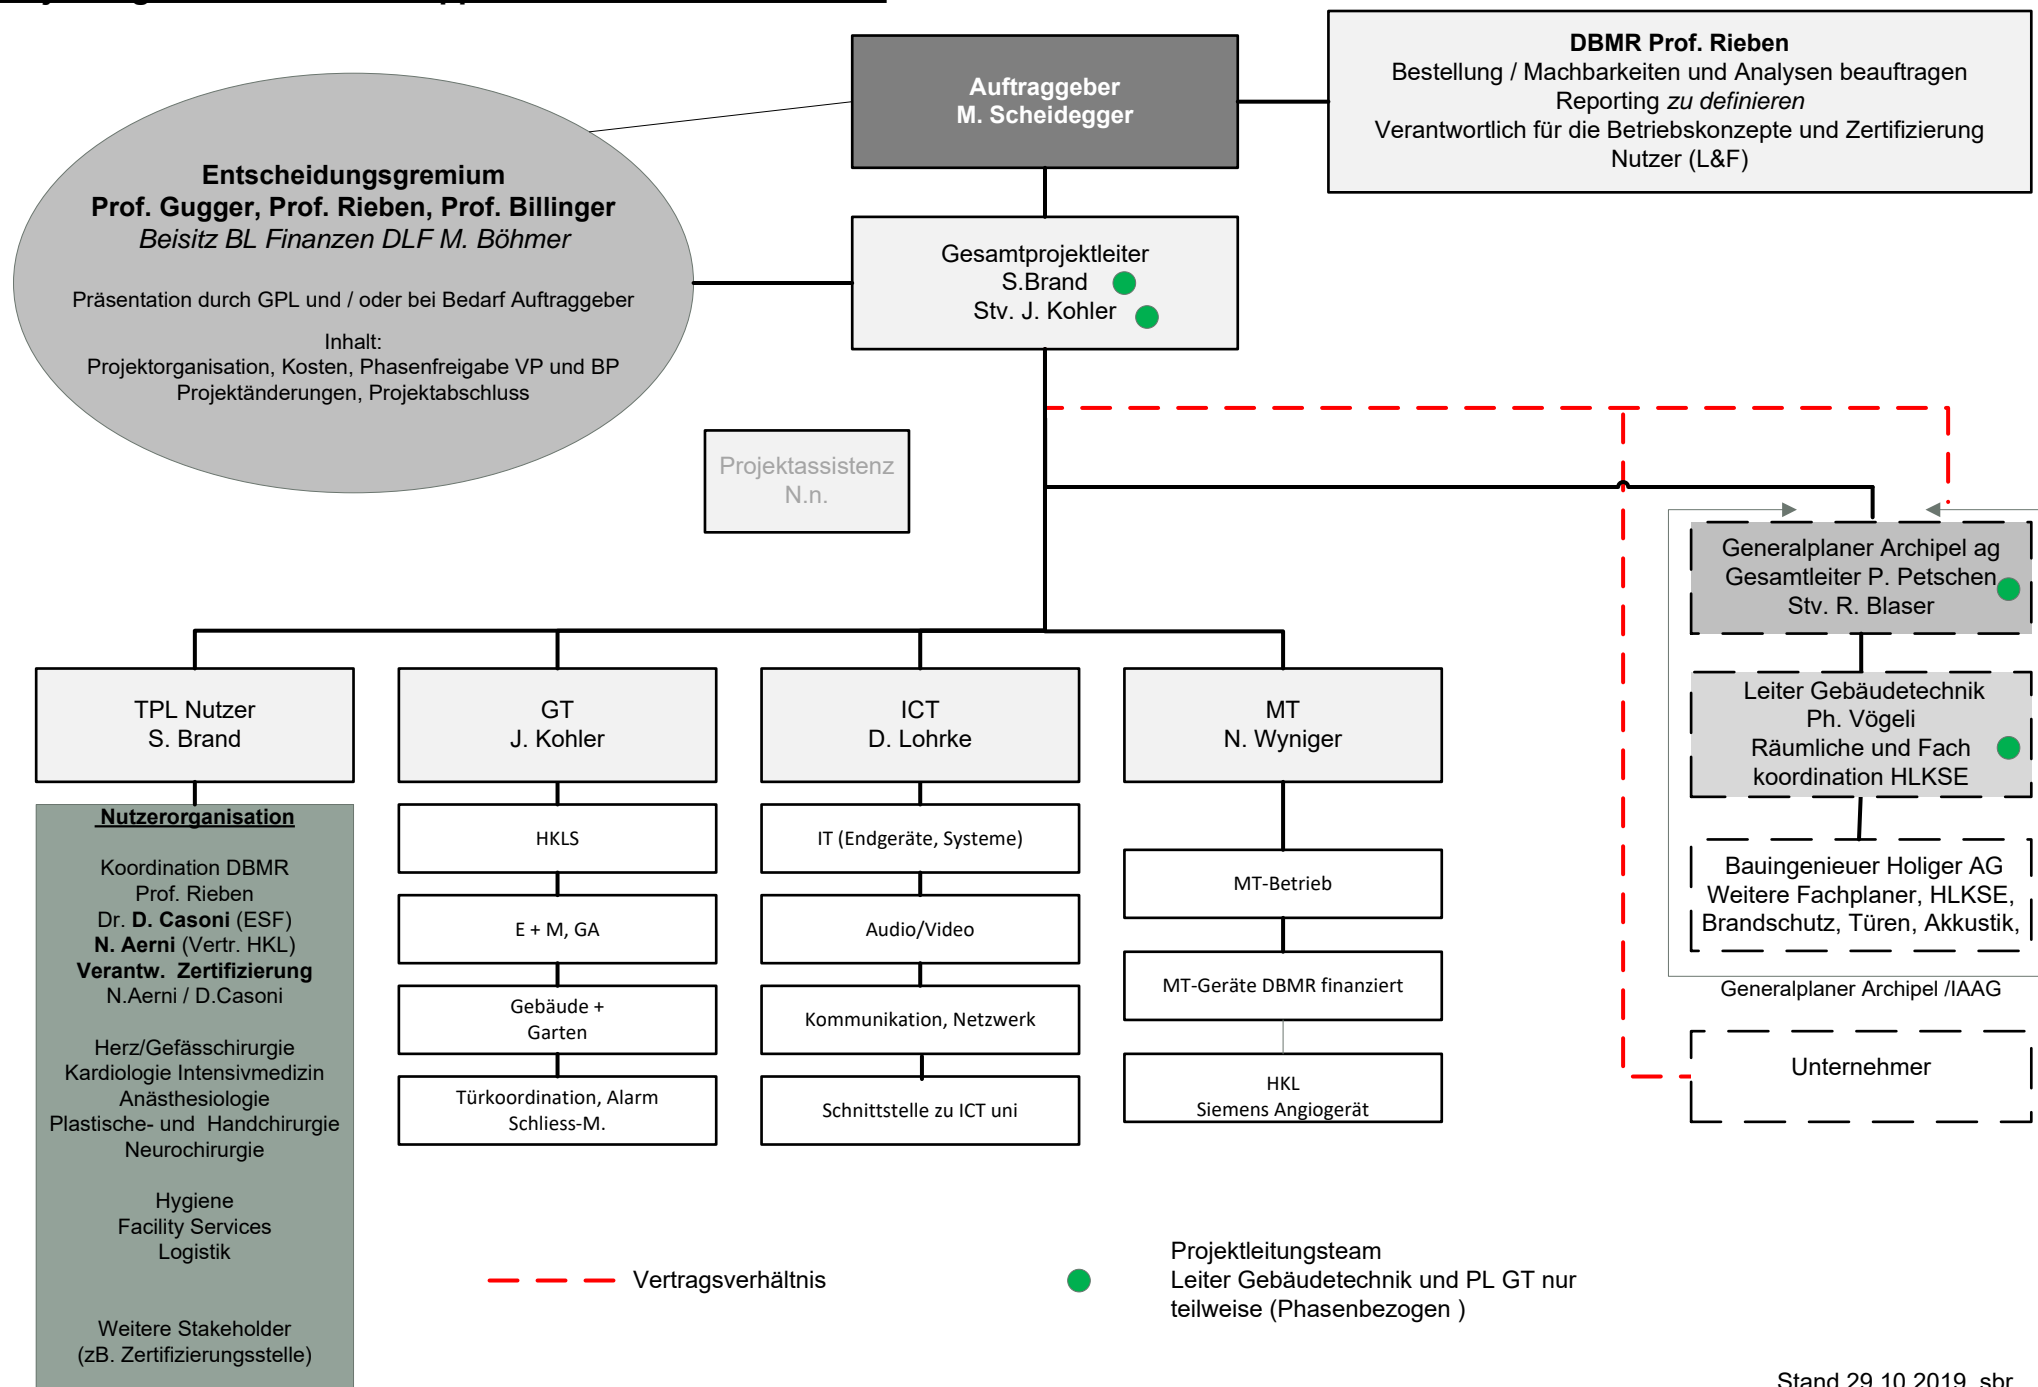 Auftraggeber
M. Scheidegger
DBMR Prof. Rieben
Bestellung / Machbarkeiten und Analysen beauftragen
Reporting zu definieren
Verantwortlich für die Betriebskonzepte und Zertifizierung
Nutzer (L&F)
Entscheidungsgremium
Prof. Gugger, Prof. Rieben, Prof. Billinger
Beisitz BL Finanzen DLF M. Böhmer
Präsentation durch GPL und / oder bei Bedarf Auftraggeber
Inhalt:
Projektorganisation, Kosten, Phasenfreigabe VP und BP
Projektänderungen, Projektabschluss
Gesamtprojektleiter
S.Brand
Stv. J. Kohler
Projektassistenz
N.n.
Generalplaner Archipel ag
Gesamtleiter P. Petschen
Stv. R. Blaser
Leiter Gebäudetechnik
Ph. Vögeli
Räumliche und Fach
koordination HLKSE
Bauingenieuer Holiger AG
Weitere Fachplaner, HLKSE,
Brandschutz, Türen, Akkustik,
Generalplaner Archipel /IAAG
Unternehmer
TPL Nutzer
S. Brand
Nutzerorganisation
Koordination DBMR
Prof. Rieben
Dr. D. Casoni (ESF)
N. Aerni (Vertr. HKL)
Verantw. Zertifizierung
N.Aerni / D.Casoni
Herz/Gefässchirurgie
Kardiologie Intensivmedizin
Anästhesiologie
Plastische- und Handchirurgie
Neurochirurgie
Hygiene
Facility Services
Logistik
Weitere Stakeholder
(zB. Zertifizierungsstelle)
GT
J. Kohler
HKLS
E + M, GA
Gebäude +
Garten
Türkoordination, Alarm
Schliess-M.
ICT
D. Lohrke
IT (Endgeräte, Systeme)
Audio/Video
Kommunikation, Netzwerk
Schnittstelle zu ICT uni
MT
N. Wyniger
MT-Betrieb
MT-Geräte DBMR finanziert
HKL
Siemens Angiogerät
Vertragsverhältnis
Projektleitungsteam
Leiter Gebäudetechnik und PL GT nur
teilweise (Phasenbezogen )
Stand 29.10.2019 sbr